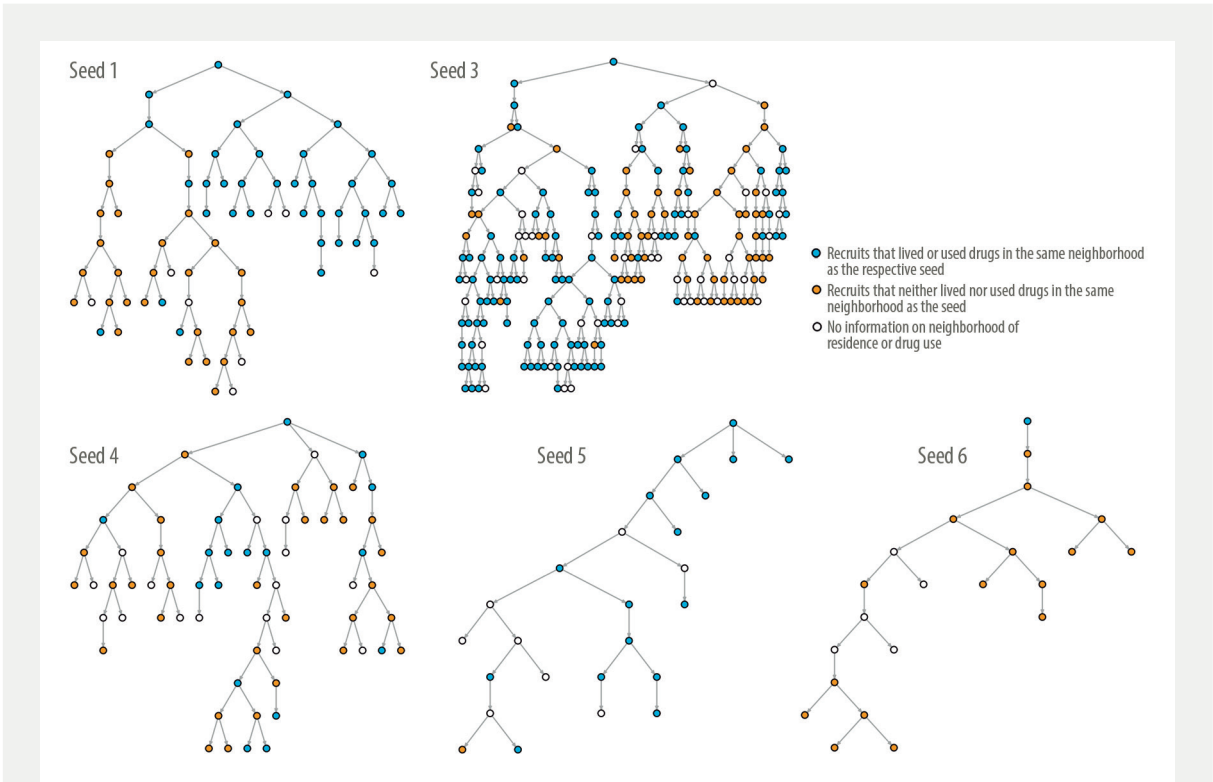 Seed 1
Seed 3
Recruits that lived or used drugs in the same neighborhood
as the respective seed
Recruits that neither lived nor used drugs in the same
neighborhood as the seed
No information on neighborhood of
residence or drug use
Seed 4
Seed 5
Seed 6